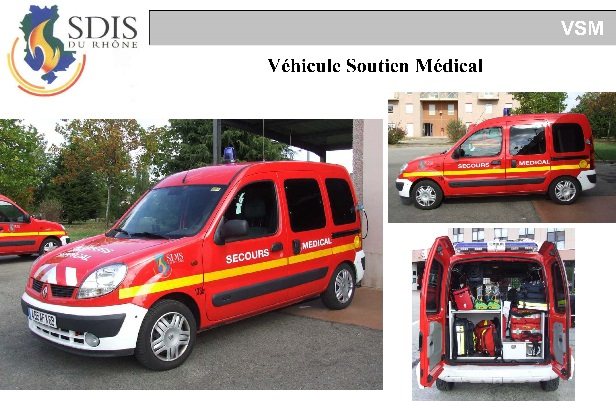 SDIS
DU RHÔNE
VSM
Véhicule Soutien Médical
SECOURS
MEDICAL
SDIS
SECOURS
MEDICAL